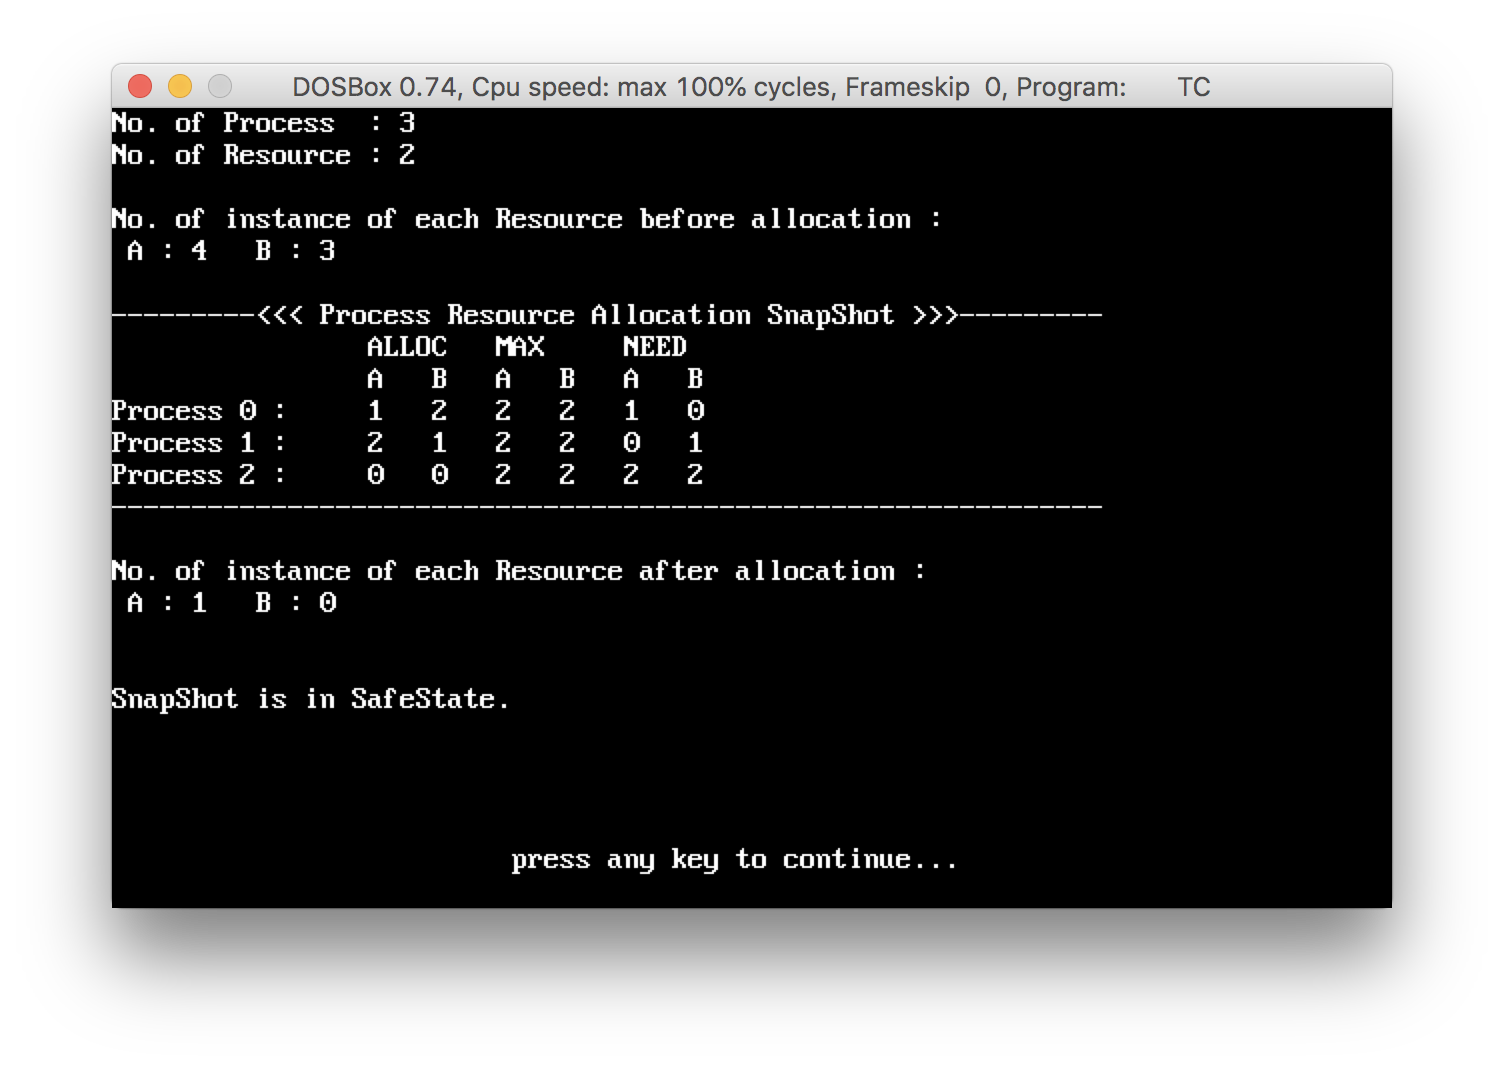 DOSBox 0.74, Cpu speed: max 100% cycles, Frameskip  0, Program:       TC
No. of Process  : 3
No. of Resource : 2
No. of instance of each Resource before allocation :
 A : 4   B : 3
---------<<< Process Resource Allocation SnapShot >>>---------
                ALLOC   MAX     NEED
                A   B   A   B   A   B
Process 0 :     1   2   2   2   1   0
Process 1 :     2   1   2   2   0   1
Process 2 :     0   0   2   2   2   2
--------------------------------------------------------------
No. of instance of each Resource after allocation :
 A : 1   B : 0
SnapShot is in SafeState.
press any key to continue...